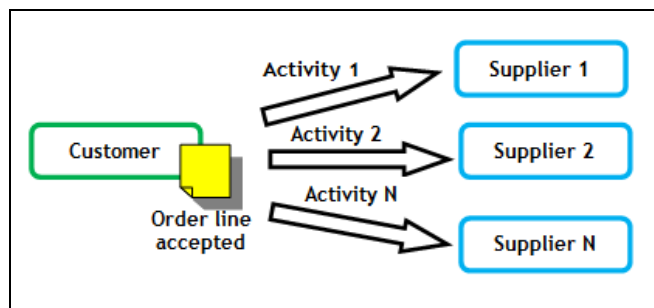 Activity 1
Supplier 1
Customer
Activity 2
Supplier 2
Order line
accepted
Activity N
Supplier N